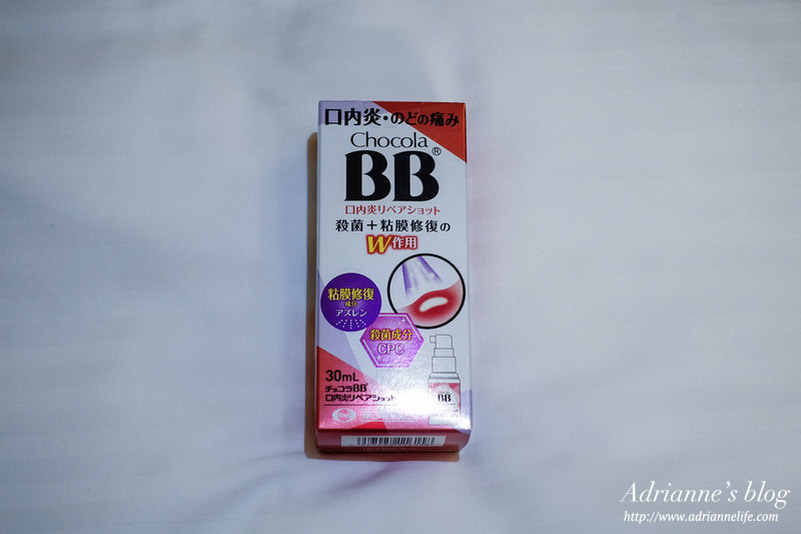 口内炎・のどの痛み
Chocola
BB®
口内炎リペアショット
殺菌＋粘膜修復の
W作用
粘膜修復
成分
アズレン
殺菌成分
CPC
30mL
チョコラBB®
口内炎リペアショット
BB
Adrianne's blog
http://www.adriannelife.com/